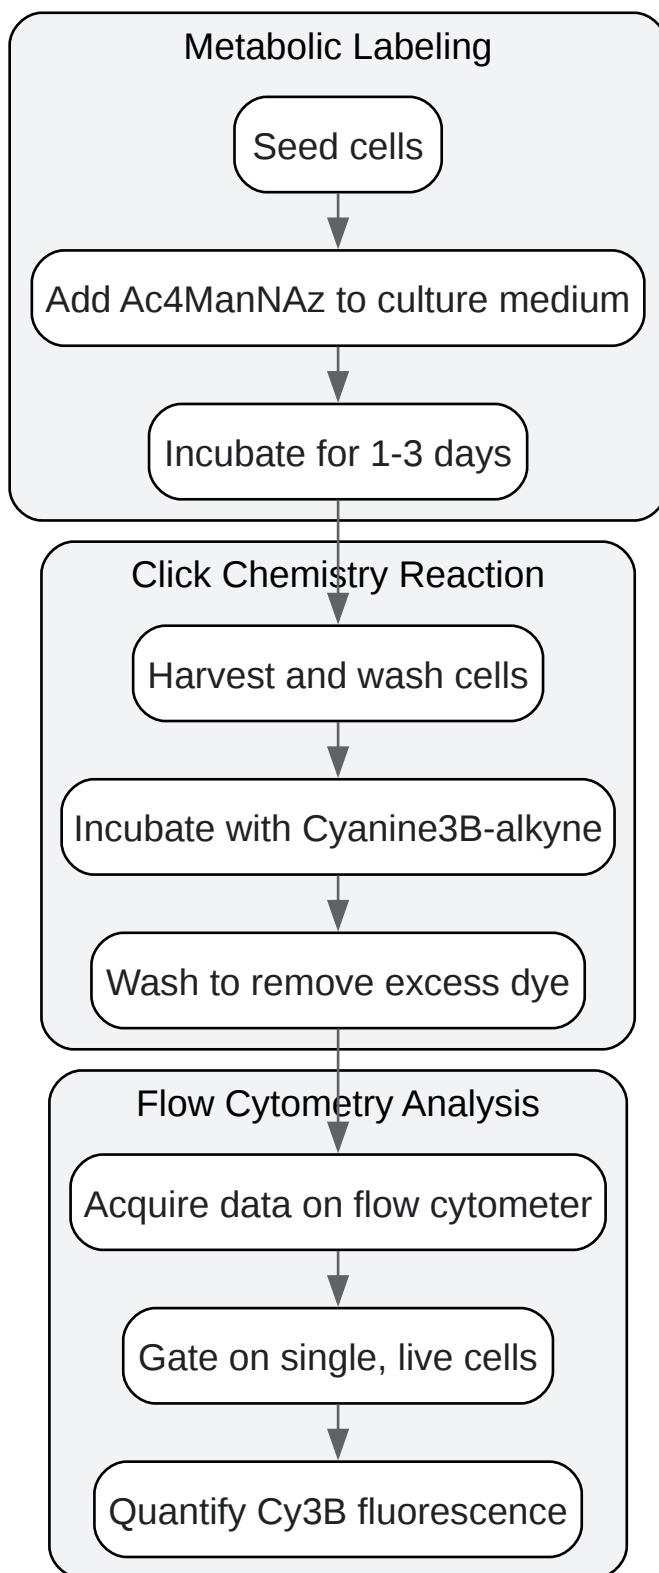 Metabolic Labeling
Seed cells
Add Ac4ManNAz to culture medium
Incubate for 1-3 days
Click Chemistry Reaction
Harvest and wash cells
Incubate with Cyanine3B-alkyne
Wash to remove excess dye
Flow Cytometry Analysis
Acquire data on flow cytometer
Gate on single, live cells
Quantify Cy3B fluorescence